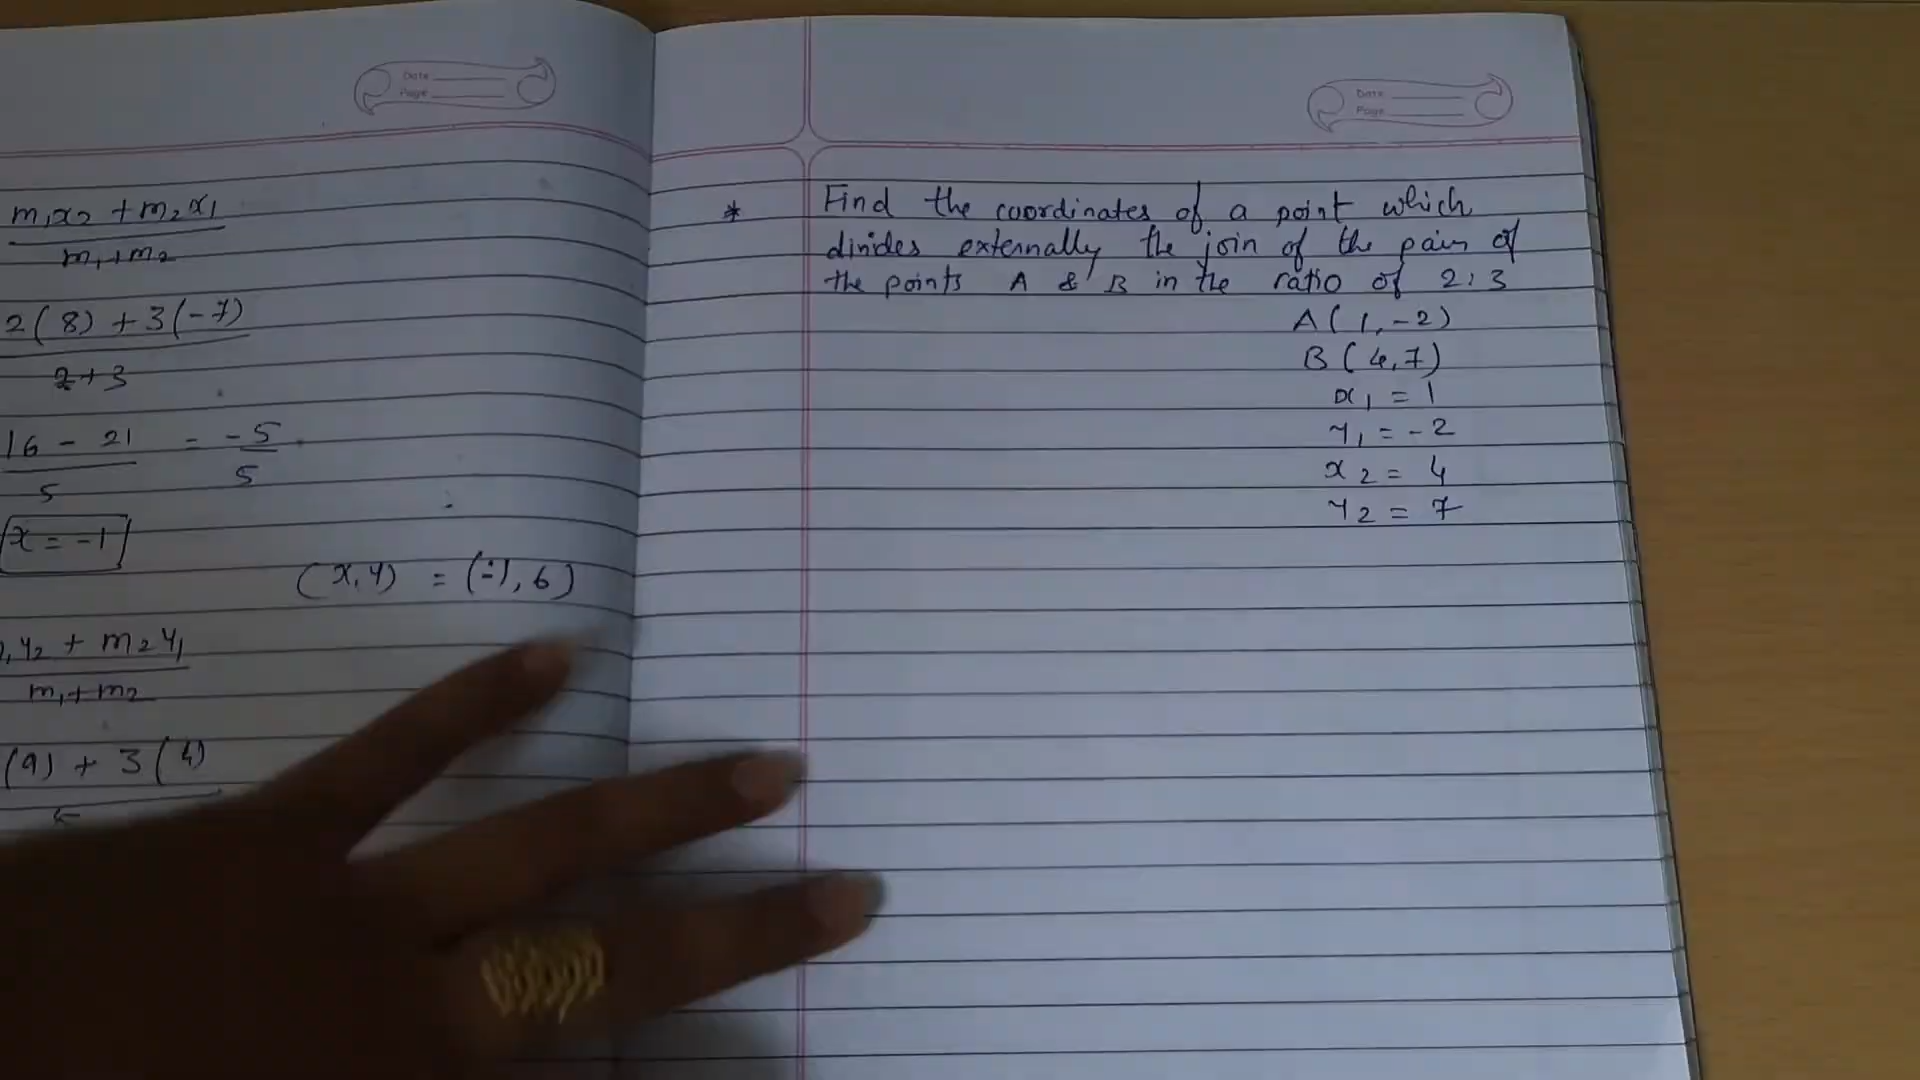 Date
Page
m1x2 + m2x1
m1+m2
2(8) + 3(-7)
2+3
16 - 21 = -5
5 5
x = -1
(x,y) = (-1, 6)
y2 + m2y1
m1+m2
(9) + 3(4)
5
Date
Page
* Find the coordinates of a point which
divides externally the join of the pair of
the points A & B in the ratio of 2:3
A(1,-2)
B(4,7)
x1 = 1
y1 = -2
x2 = 4
y2 = 7